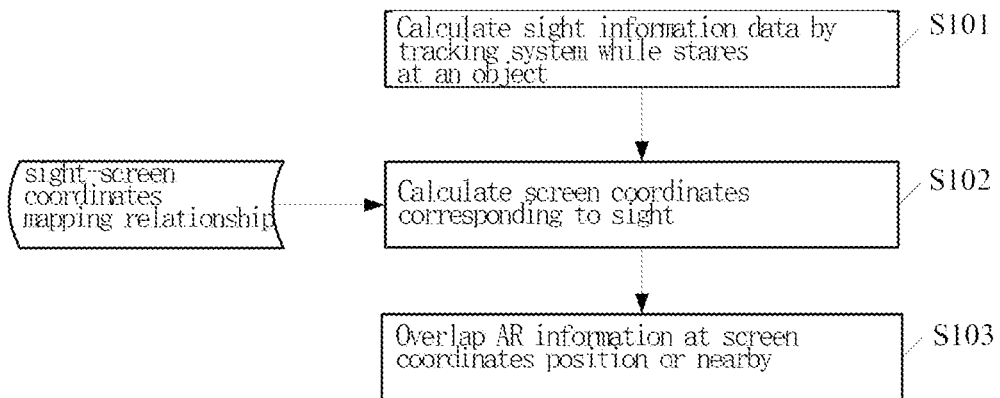 Calculate sight information data by
tracking system while stares
at an object
S101
sight-screen
coordinates
mapping relationship
Calculate screen coordinates
corresponding to sight
S102
Overlap AR information at screen
coordinates position or nearby
S103